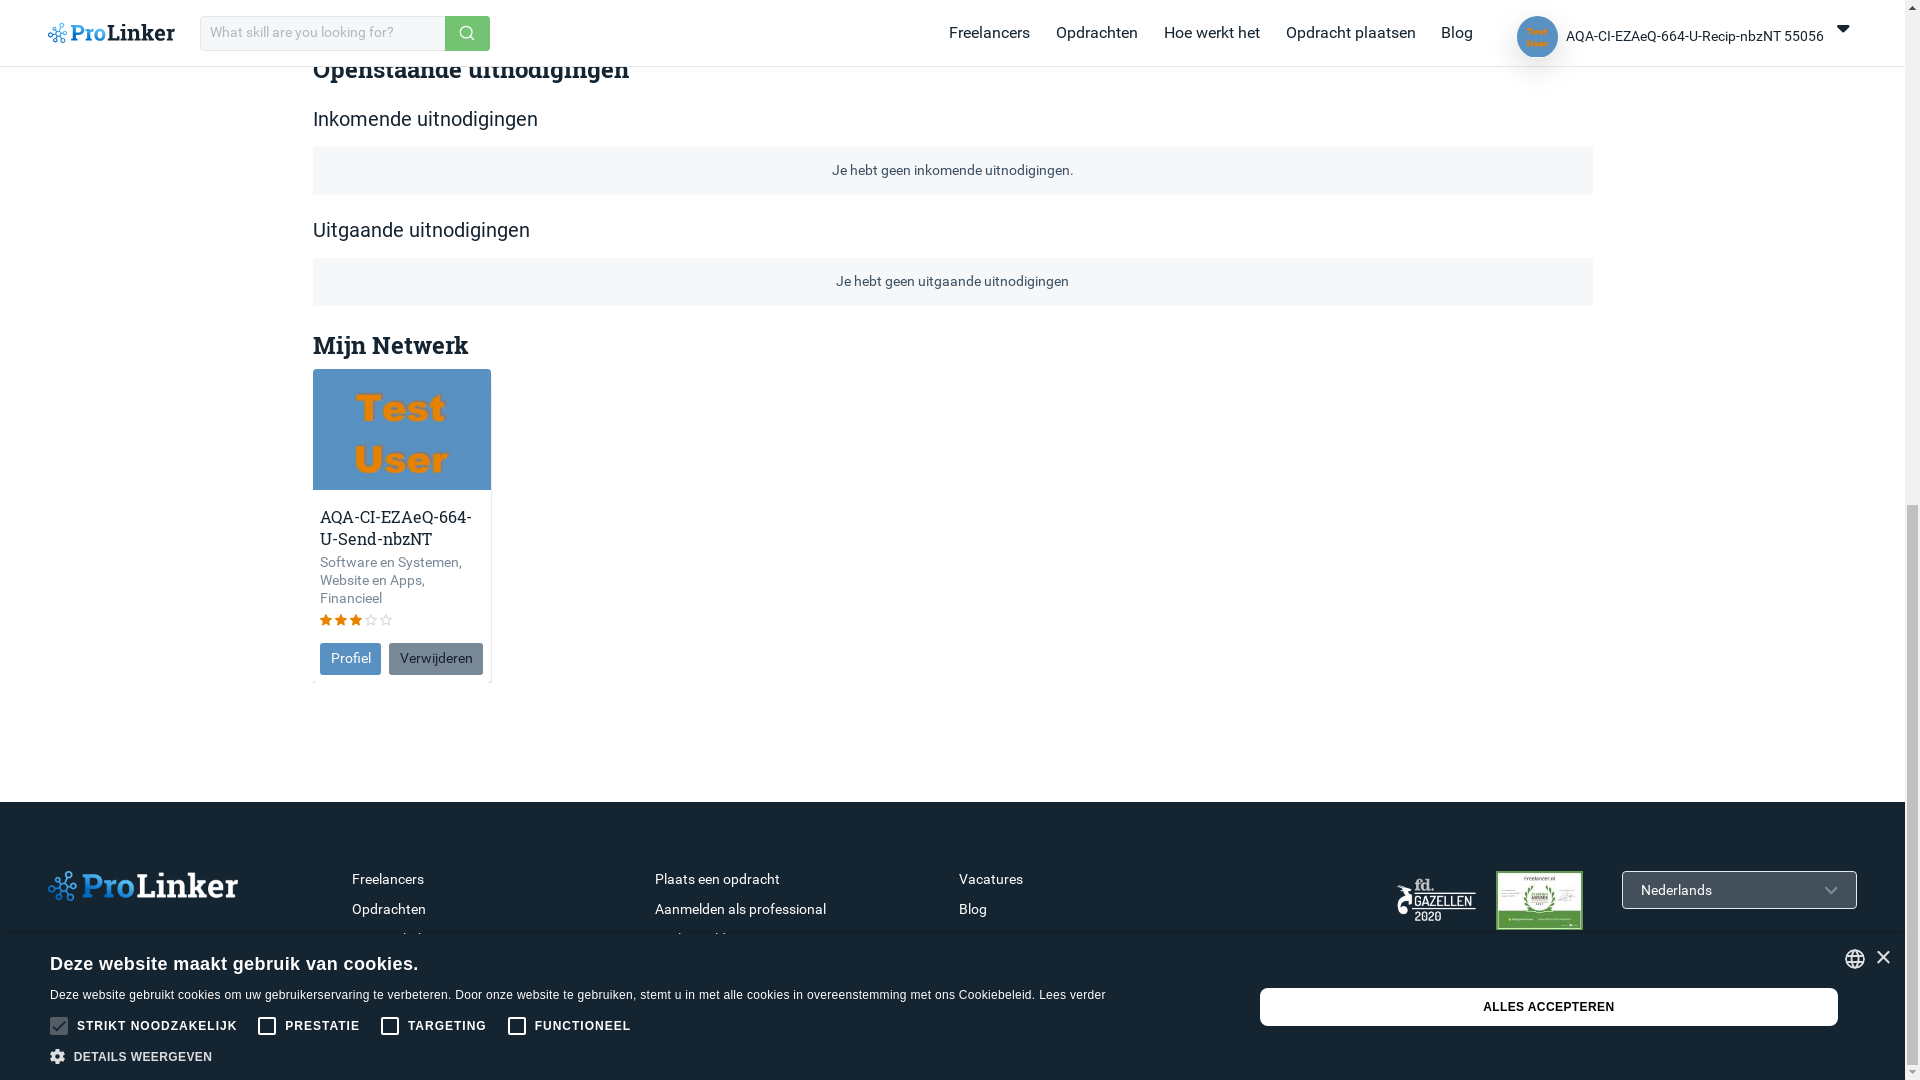 ProLinker
What skill are you looking for?
Freelancers
Opdrachten
Hoe werkt het
Opdracht plaatsen
Blog
Test
User
AQA-CI-EZAeQ-664-U-Recip-nbzNT 55056
Openstaande uitnodigingen
Inkomende uitnodigingen
Je hebt geen inkomende uitnodigingen.
Uitgaande uitnodigingen
Je hebt geen uitgaande uitnodigingen
Mijn Netwerk
Test
User
AQA-CI-EZAeQ-664-
U-Send-nbzNT
Software en Systemen,
Website en Apps,
Financieel
Profiel
Verwijderen
ProLinker
Freelancers
Opdrachten
Plaats een opdracht
Aanmelden als professional
Vacatures
Blog
fd.
GAZELLEN
2020
Freelancer.nl
Nederlands
Deze website maakt gebruik van cookies.
Deze website gebruikt cookies om uw gebruikerservaring te verbeteren. Door onze website te gebruiken, stemt u in met alle cookies in overeenstemming met ons Cookiebeleid. Lees verder
STRIKT NOODZAKELIJK
PRESTATIE
TARGETING
FUNCTIONEEL
DETAILS WEERGEVEN
ALLES ACCEPTEREN